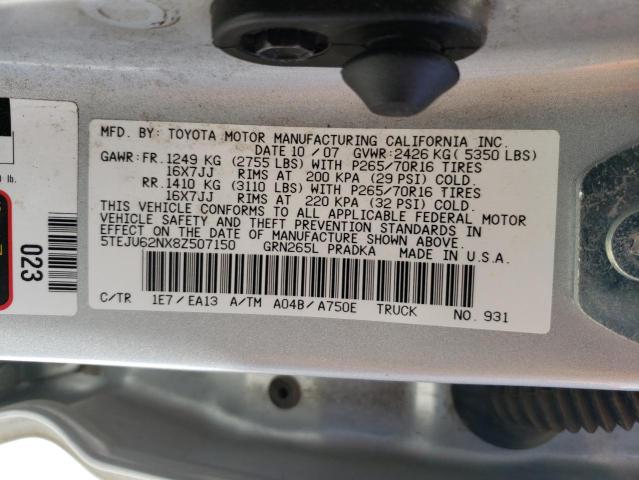 MFD. BY: TOYOTA MOTOR MANUFACTURING CALIFORNIA INC.
DATE 10 / 07 GVWR: 2426 KG ( 5350 LBS)
GAWR: FR. 1249 KG (2755 LBS) WITH P265/70R16 TIRES
16X7JJ RIMS AT 200 KPA (29 PSI) COLD.
RR. 1410 KG (3110 LBS) WITH P265/70R16 TIRES
16X7JJ RIMS AT 220 KPA (32 PSI) COLD.
THIS VEHICLE CONFORMS TO ALL APPLICABLE FEDERAL MOTOR
VEHICLE SAFETY AND THEFT PREVENTION STANDARDS IN
EFFECT ON THE DATE OF MANUFACTURE SHOWN ABOVE.
5TEJU62NX8Z507150 GRN265L PRADKA MADE IN U.S.A.
C/TR 1E7 / EA13 A/TM A04B / A750E TRUCK NO. 931
023
lb.